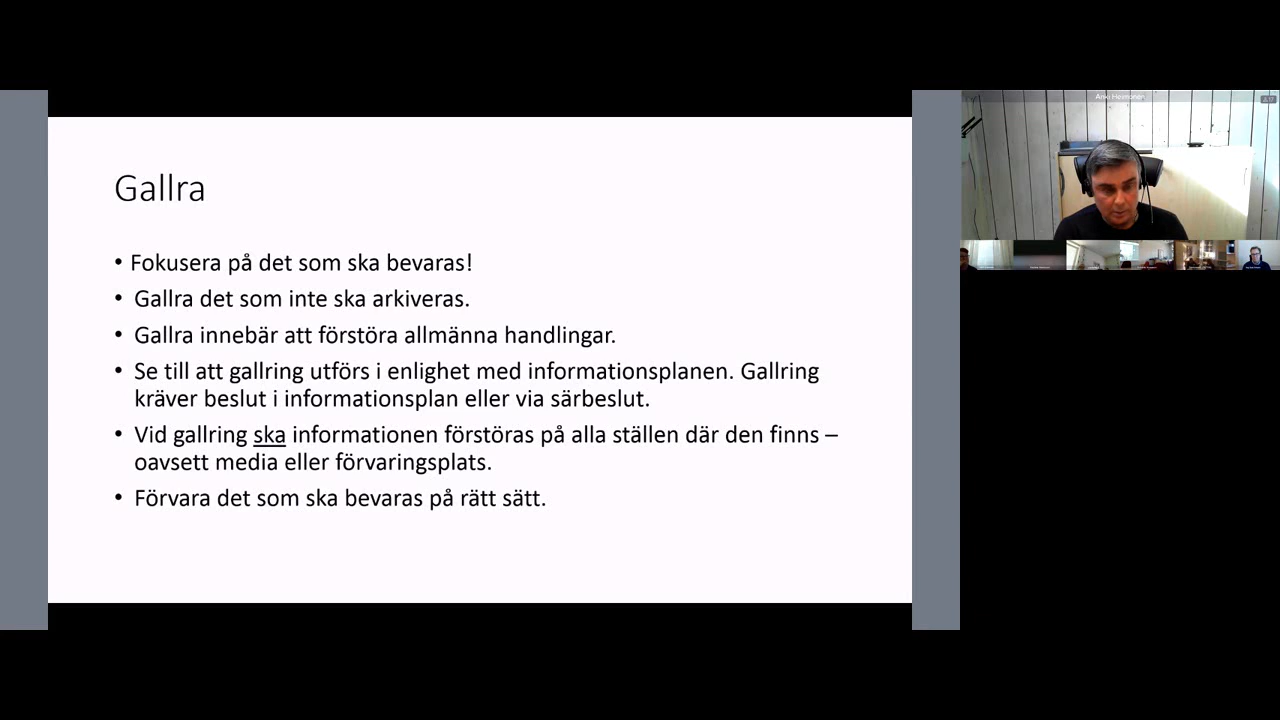 Gallra
• Fokusera på det som ska bevaras!
• Gallra det som inte ska arkiveras.
• Gallra innebär att förstöra allmänna handlingar.
• Se till att gallring utförs i enlighet med informationsplanen. Gallring
kräver beslut i informationsplan eller via särbeslut.
• Vid gallring ska informationen förstöras på alla ställen där den finns –
oavsett media eller förvaringsplats.
• Förvara det som ska bevaras på rätt sätt.